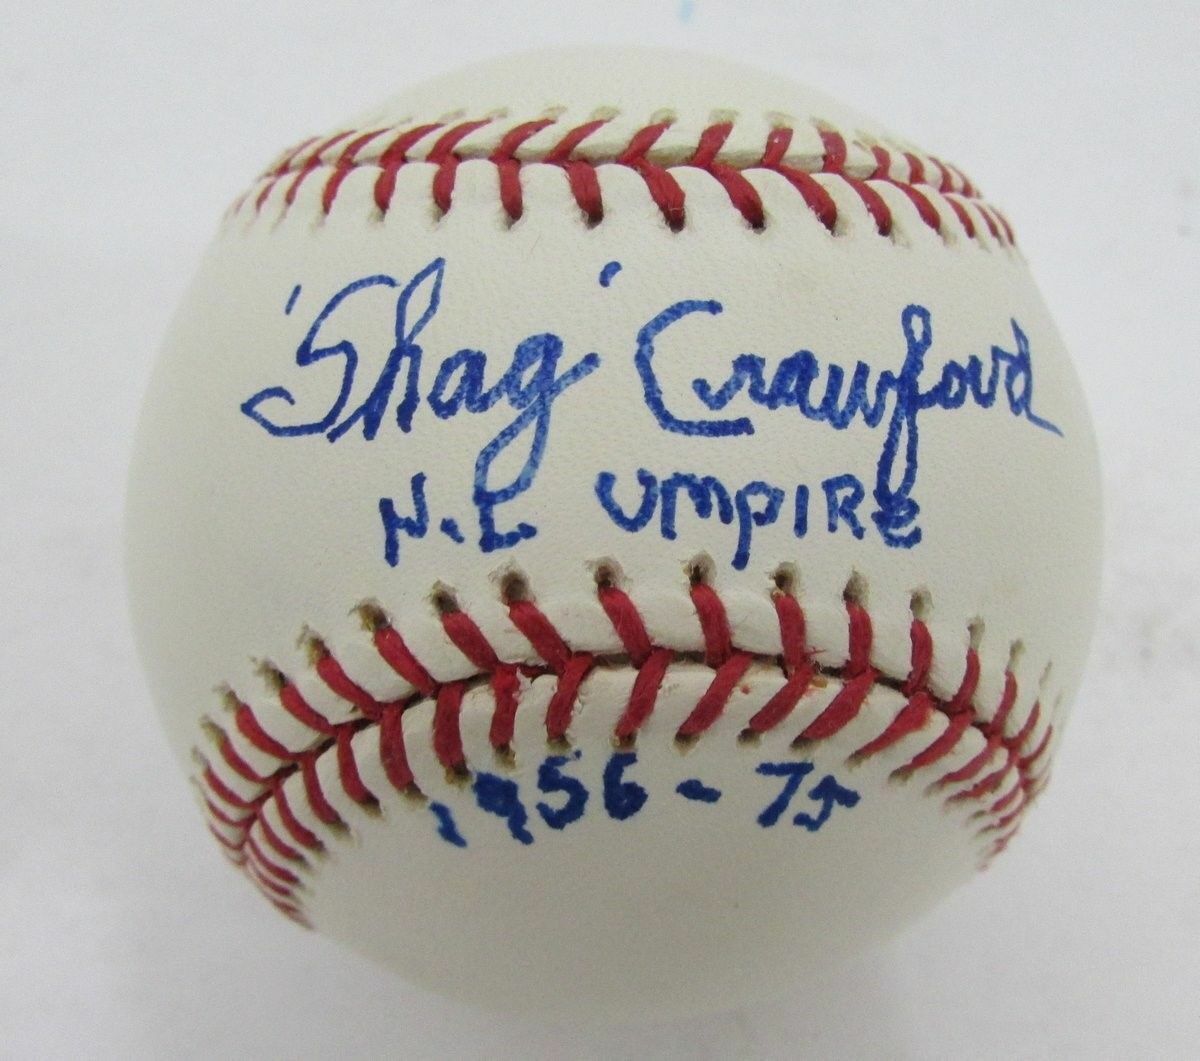 'Shag' Crawford
N.L. UMPIRE
1956-75